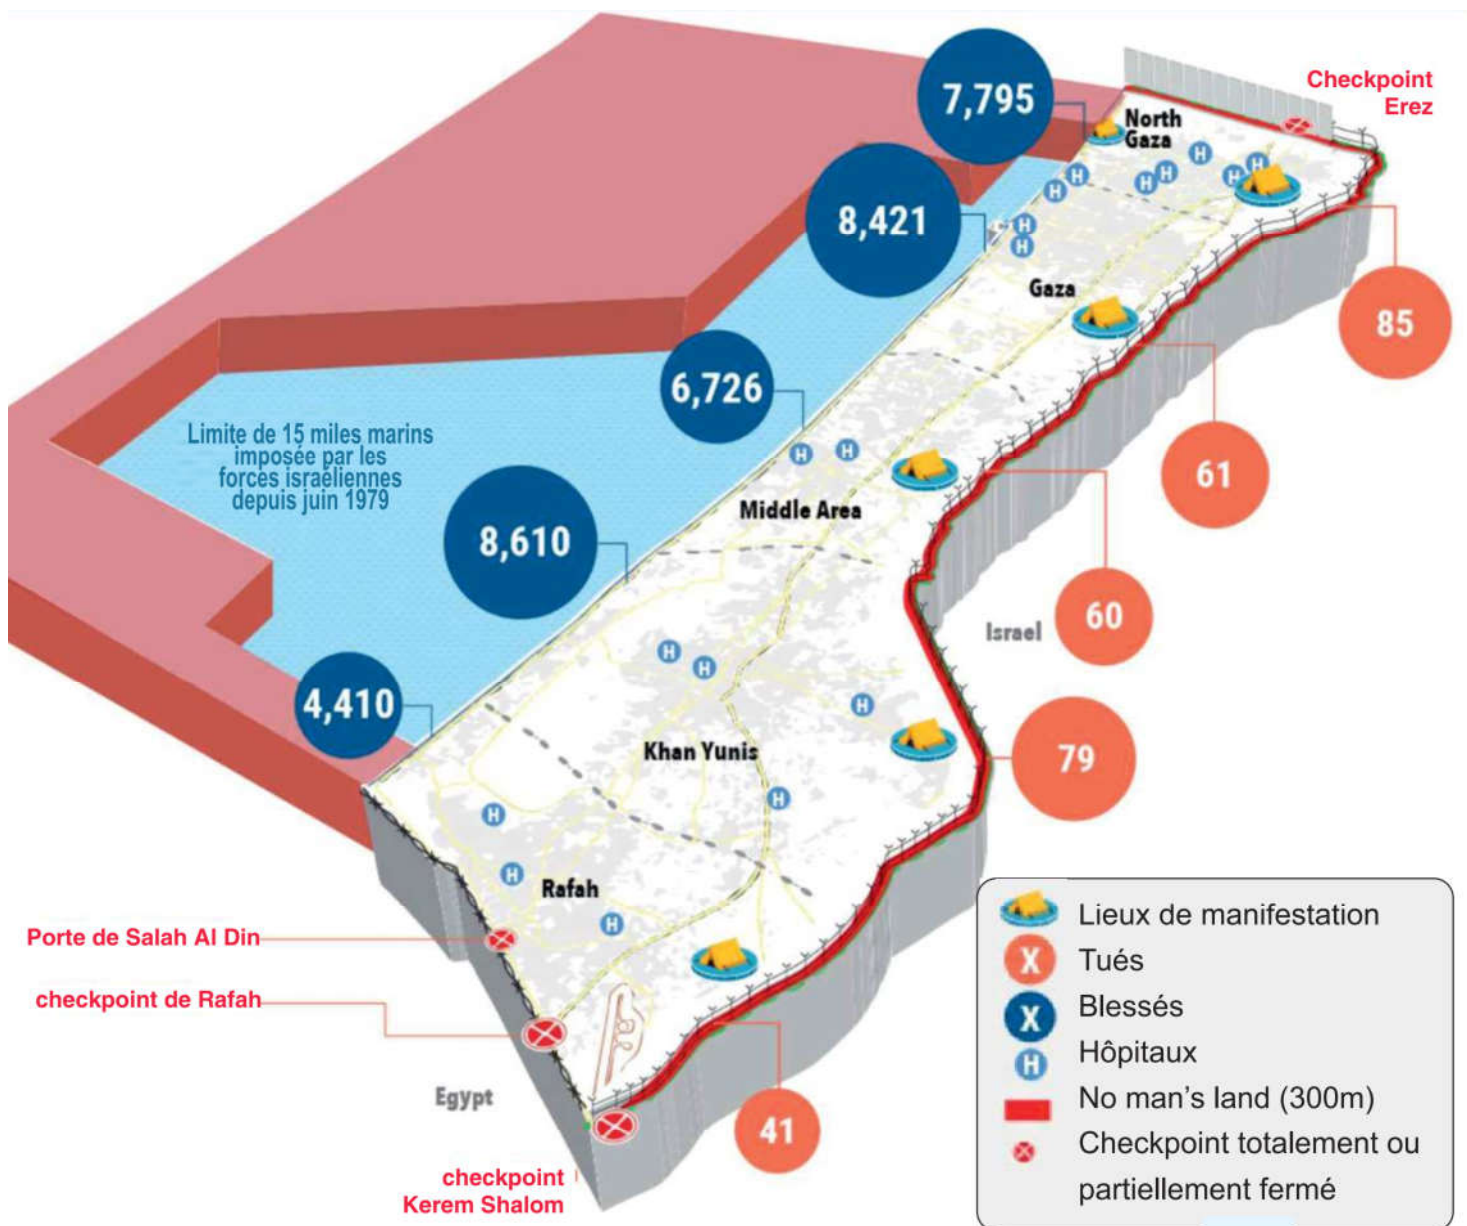 Checkpoint
Erez
7,795
North
Gaza
H
H
H
H
H
H
H
8,421
H
H
Gaza
85
6,726
61
Limite de 15 miles marins
imposée par les
forces israéliennes
depuis juin 1979
H
H
Middle Area
8,610
60
Israel
H
H
4,410
H
Khan Yunis
79
H
H
H
Rafah
H
Porte de Salah Al Din
checkpoint de Rafah
Egypt
41
checkpoint
Kerem Shalom
Lieux de manifestation
X Tués
X Blessés
H Hôpitaux
No man's land (300m)
Checkpoint totalement ou
partiellement fermé